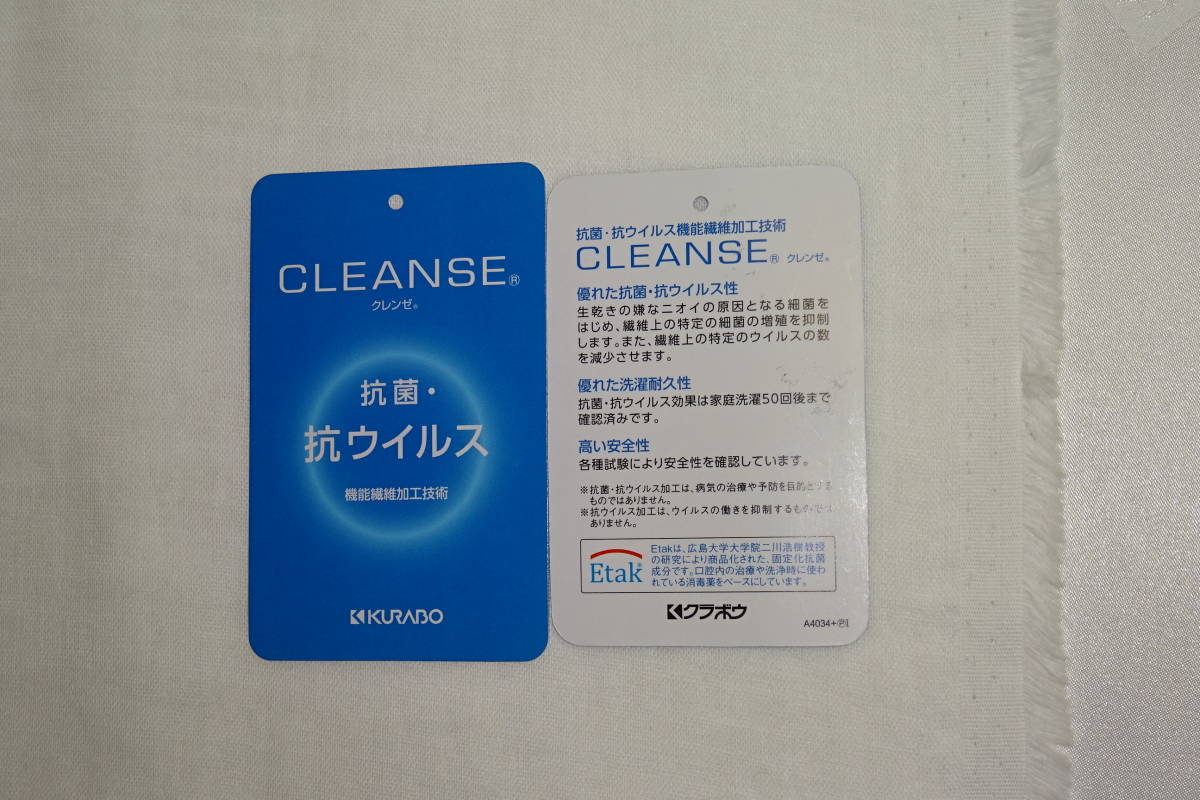 CLEANSE®
クレンゼ®
抗菌・
抗ウイルス
機能繊維加工技術
KURABO
抗菌・抗ウイルス機能繊維加工技術
CLEANSE® クレンゼ®
優れた抗菌・抗ウイルス性
生乾きの嫌なニオイの原因となる細菌を
はじめ、繊維上の特定の細菌の増殖を抑制
します。また、繊維上の特定のウイルスの数
を減少させます。
優れた洗濯耐久性
抗菌・抗ウイルス効果は家庭洗濯50回後まで
確認済みです。
高い安全性
各種試験により安全性を確認しています。
※抗菌・抗ウイルス加工は、病気の治療や予防を目的とする
ものではありません。
※抗ウイルス加工は、ウイルスの働きを抑制するものでは
ありません。
Etak®
Etakは、広島大学大学院二川浩樹教授
の研究により商品化された、固定化抗菌
成分です。口腔内の治療や洗浄時に使わ
れている消毒薬をベースにしています。
クラボウ
A4034+